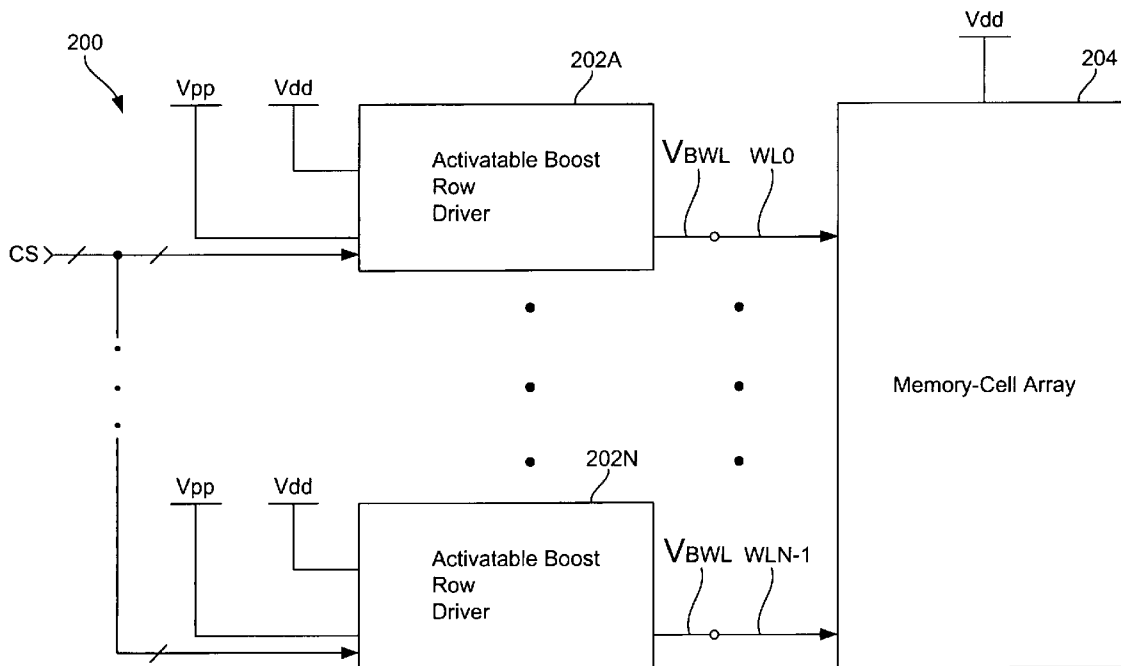 200
Vpp
Vdd
202A
Vdd
204
Activatable Boost
Row
Driver
VBWL
WL0
CS
Memory-Cell Array
202N
Vpp
Vdd
Activatable Boost
Row
Driver
VBWL
WLN-1